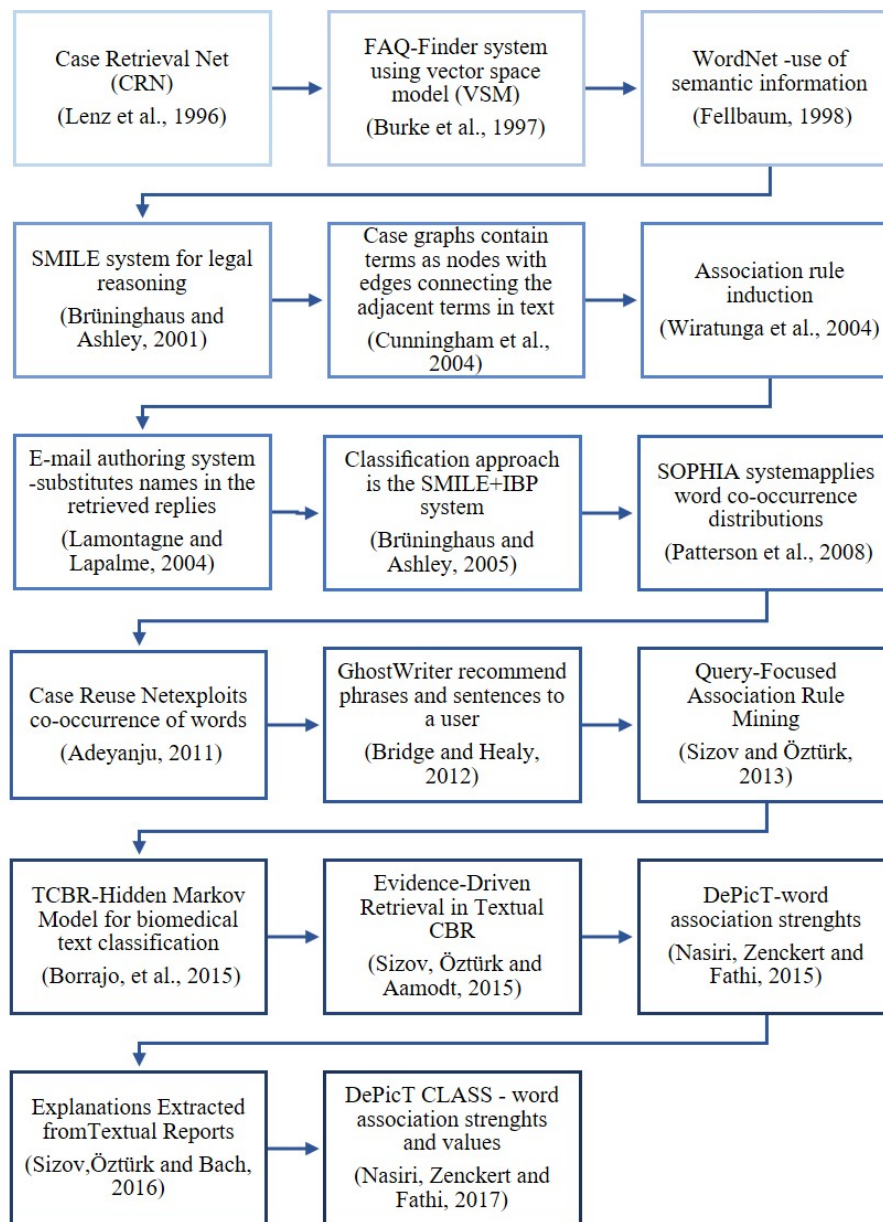 Case Retrieval Net
(CRN)
(Lenz et al., 1996)
FAQ-Finder system
using vector space
model (VSM)
(Burke et al., 1997)
WordNet -use of
semantic information
(Fellbaum, 1998)
SMILE system for legal
reasoning
(Brüninghaus and
Ashley, 2001)
Case graphs contain
terms as nodes with
edges connecting the
adjacent terms in text
(Cunningham et al.,
2004)
Association rule
induction
(Wiratunga et al., 2004)
E-mail authoring system
-substitutes names in the
retrieved replies
(Lamontagne and
Lapalme, 2004)
Classification approach
is the SMILE+IBP
system
(Brüninghaus and
Ashley, 2005)
SOPHIA systemapplies
word co-occurrence
distributions
(Patterson et al., 2008)
Case Reuse Netexploits
co-occurrence of words
(Adeyanju, 2011)
GhostWriter recommend
phrases and sentences to
a user
(Bridge and Healy,
2012)
Query-Focused
Association Rule
Mining
(Sizov and Öztürk,
2013)
TCBR-Hidden Markov
Model for biomedical
text classification
(Borrajo, et al., 2015)
Evidence-Driven
Retrieval in Textual
CBR
(Sizov, Öztürk and
Aamodt, 2015)
DePicT-word
association strenghts
(Nasiri, Zenckert and
Fathi, 2015)
Explanations Extracted
fromTextual Reports
(Sizov,Öztürk and Bach,
2016)
DePicT CLASS - word
association strenghts
and values
(Nasiri, Zenckert and
Fathi, 2017)